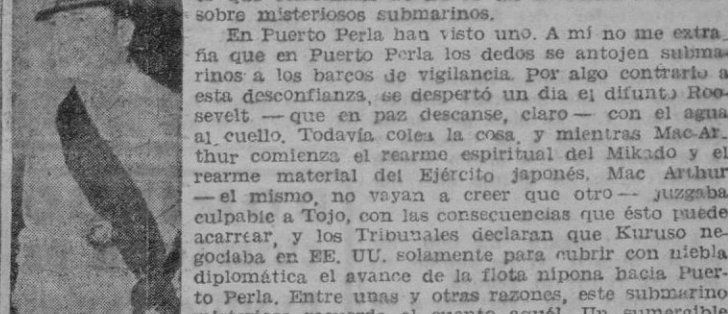 sobre misteriosos submarinos.
En Puerto Perla han visto uno. A mí no me extra
ña que en Puerto Perla los dedos se antojen subma-
rinos a los barcos de vigilancia. Por algo contrario a
esta desconfianza, se despertó un día el difunto Roo-
sevelt — que en paz descanse, claro — con el agua
al cuello. Todavía colea la cosa, y mientras Mac-Ar-
thur comienza el rearme espiritual del Mikado y el
rearme material del Ejército japonés, Mac Arthur
— el mismo, no vayan a creer que otro — juzgaba
culpable a Tojo, con las consecuencias que ésto puede
acarrear, y los Tribunales declaran que Kuruso ne-
gociaba en EE. UU. solamente para cubrir con niebla
diplomática el avance de la flota nipona hacia Puer-
to Perla. Entre unas y otras razones, este submarino